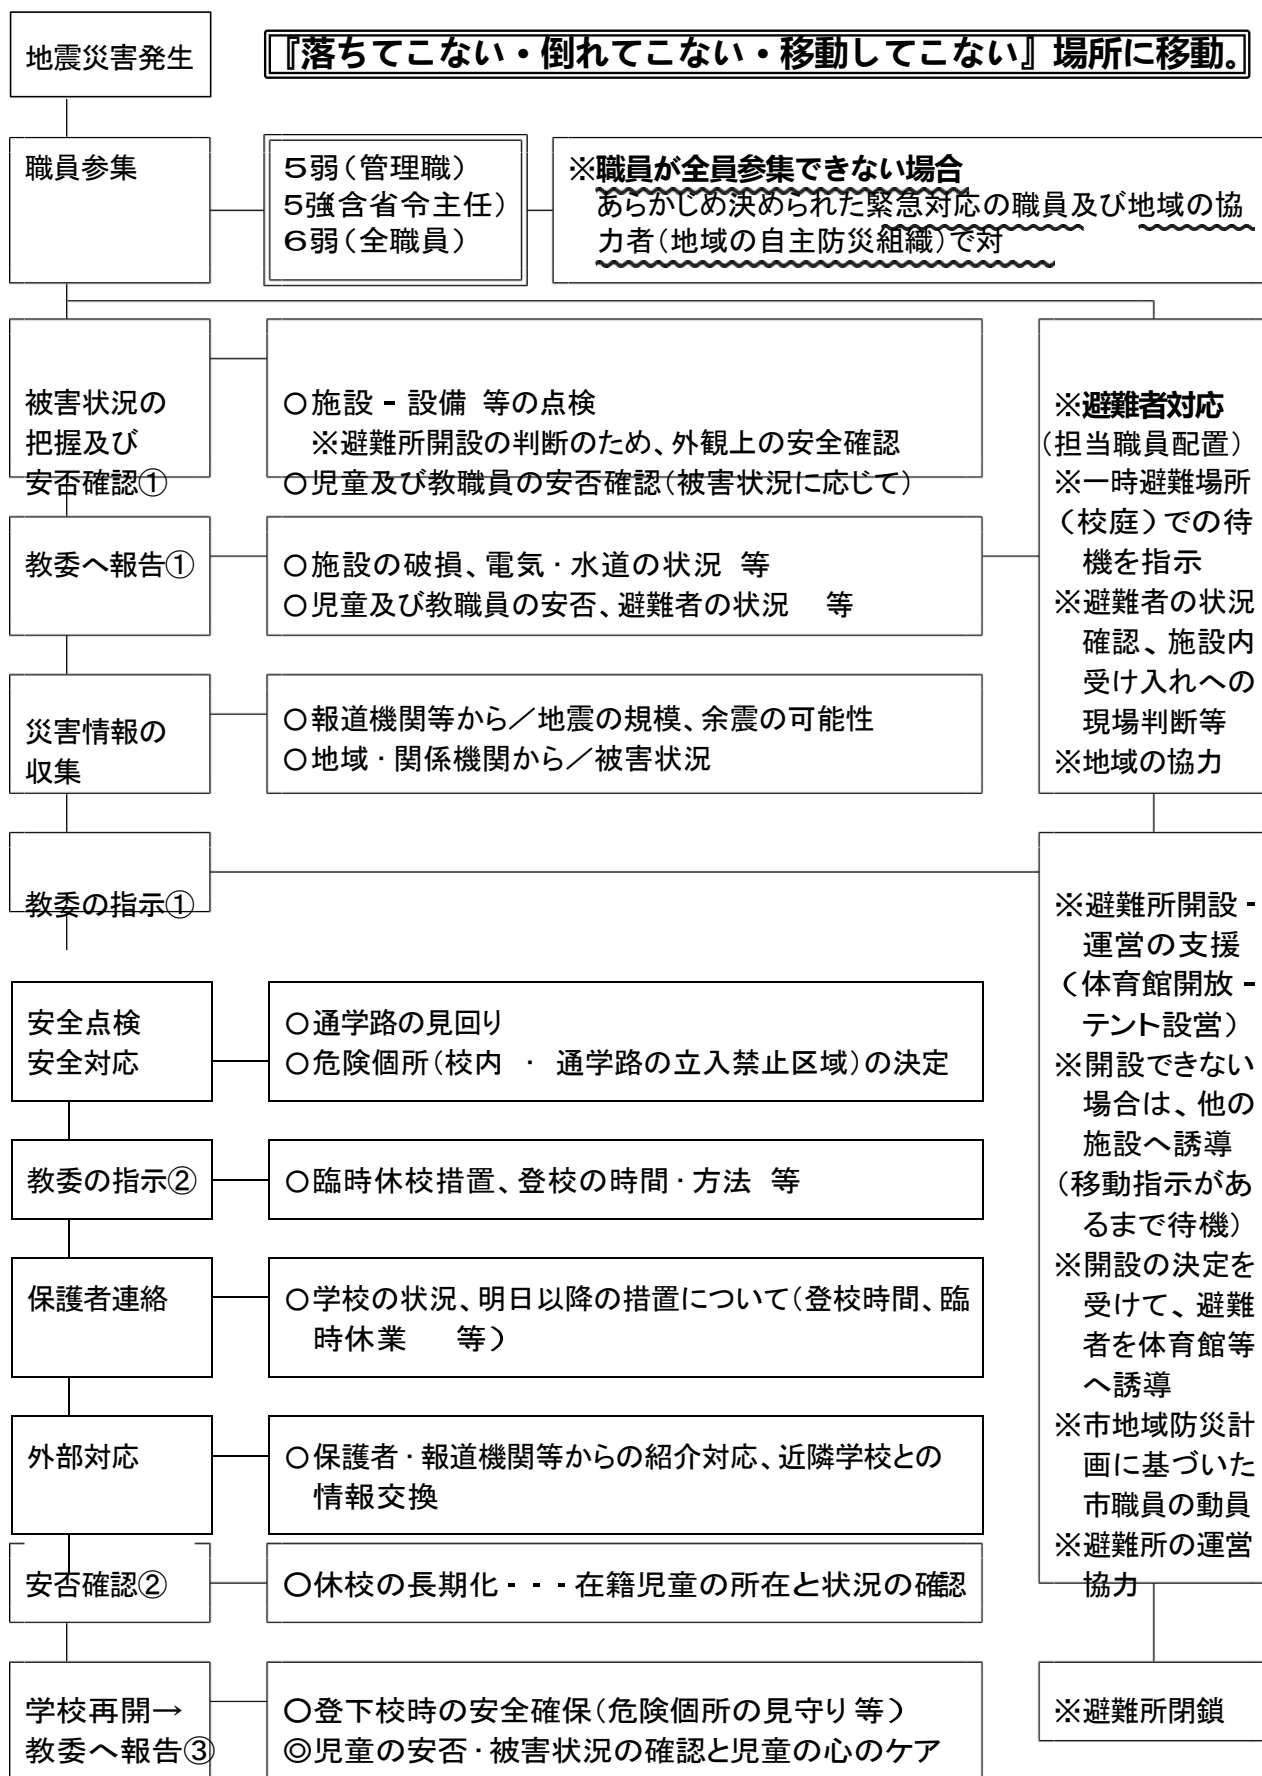 地震災害発生
『落ちてこない・倒れてこない・移動してこない』場所に移動。
職員参集
５弱（管理職）
５強含省令主任）
６弱（全職員）
※職員が全員参集できない場合
あらかじめ決められた緊急対応の職員及び地域の協
力者（地域の自主防災組織）で対
被害状況の
把握及び
安否確認①
○施設－設備 等の点検
※避難所開設の判断のため、外観上の安全確認
○児童及び教職員の安否確認（被害状況に応じて）
教委へ報告①
○施設の破損、電気・水道の状況 等
○児童及び教職員の安否、避難者の状況 等
災害情報の
収集
○報道機関等から／地震の規模、余震の可能性
○地域・関係機関から／被害状況
※避難者対応
（担当職員配置）
※一時避難場所
（校庭）での待
機を指示
※避難者の状況
確認、施設内
受け入れへの
現場判断等
※地域の協力
教委の指示①
安全点検
安全対応
○通学路の見回り
○危険個所（校内 ・ 通学路の立入禁止区域）の決定
教委の指示②
○臨時休校措置、登校の時間・方法 等
保護者連絡
○学校の状況、明日以降の措置について（登校時間、臨
時休業 等）
外部対応
○保護者・報道機関等からの紹介対応、近隣学校との
情報交換
安否確認②
○休校の長期化－－－在籍児童の所在と状況の確認
※避難所開設－
運営の支援
（体育館開放－
テント設営）
※開設できない
場合は、他の
施設へ誘導
（移動指示があ
るまで待機）
※開設の決定を
受けて、避難
者を体育館等
へ誘導
※市地域防災計
画に基づいた
市職員の動員
※避難所の運営
協力
学校再開→
教委へ報告③
○登下校時の安全確保（危険個所の見守り等）
◎児童の安否・被害状況の確認と児童の心のケア
※避難所閉鎖